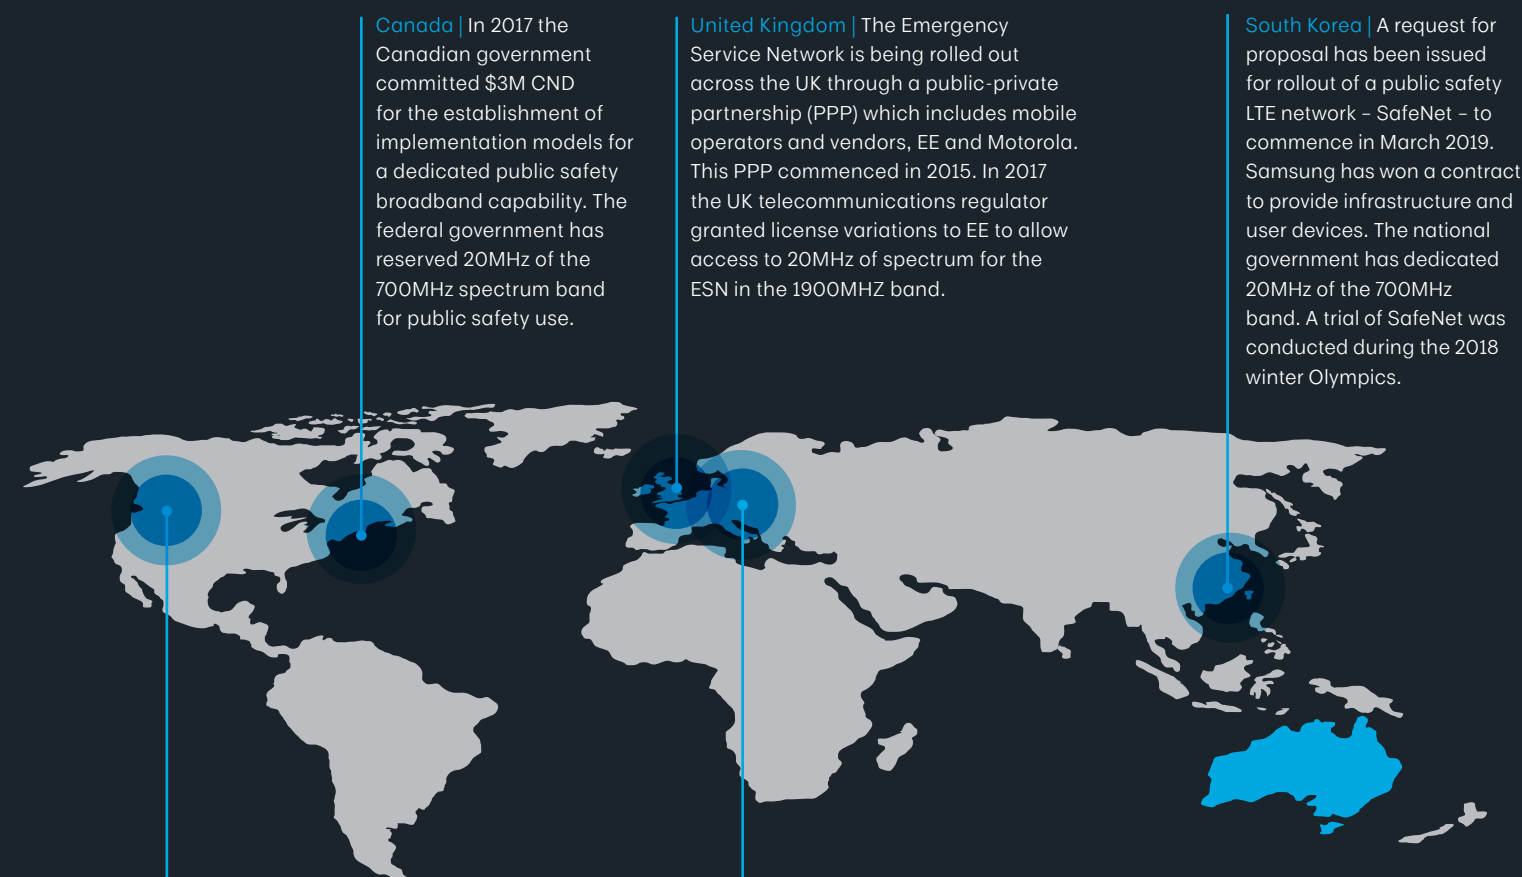 Canada | In 2017 the
Canadian government
committed $3M CND
for the establishment of
implementation models for
a dedicated public safety
broadband capability. The
federal government has
reserved 20MHz of the
700MHz spectrum band
for public safety use.
United Kingdom | The Emergency
Service Network is being rolled out
across the UK through a public-private
partnership (PPP) which includes mobile
operators and vendors, EE and Motorola.
This PPP commenced in 2015. In 2017
the UK telecommunications regulator
granted license variations to EE to allow
access to 20MHz of spectrum for the
ESN in the 1900MHZ band.
South Korea | A request for
proposal has been issued
for rollout of a public safety
LTE network – SafeNet – to
commence in March 2019.
Samsung has won a contract
to provide infrastructure and
user devices. The national
government has dedicated
20MHz of the 700MHz
band. A trial of SafeNet was
conducted during the 2018
winter Olympics.